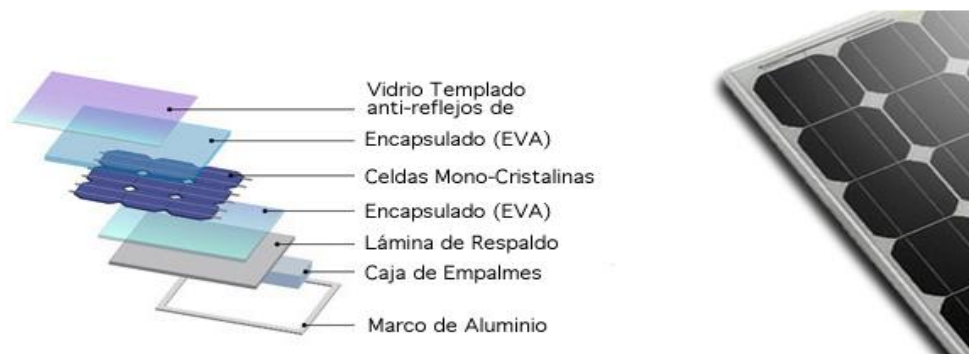 Vidrio Templado
anti-reflejos de
Encapsulado (EVA)
Celdas Mono-Cristalinas
Encapsulado (EVA)
Lámina de Respaldo
Caja de Empalmes
Marco de Aluminio